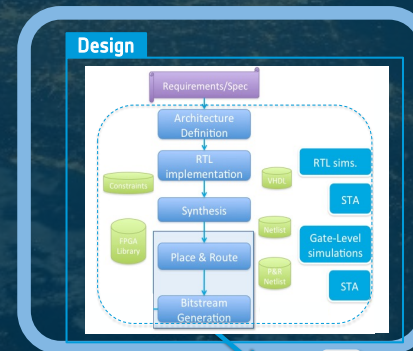 Design
Requirements/Spec
Architecture
Definition
RTL
implementation
RTL sims.
Constraints
VHDL
STA
Synthesis
FPGA
Library
Netlist
Gate-Level
simulations
Place & Route
P&R
Netlist
STA
Bitstream
Generation